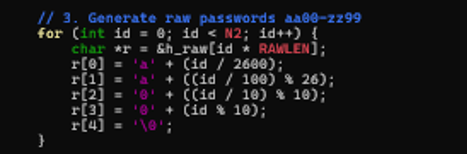 // 3. Generate raw passwords aa00-zz99
for (int id = 0; id < N2; id++) {
char *r = &h_raw[id * RAWLEN];
r[0] = 'a' + (id / 2600);
r[1] = 'a' + ((id / 100) % 26);
r[2] = '0' + ((id / 10) % 10);
r[3] = '0' + (id % 10);
r[4] = '\0';
}